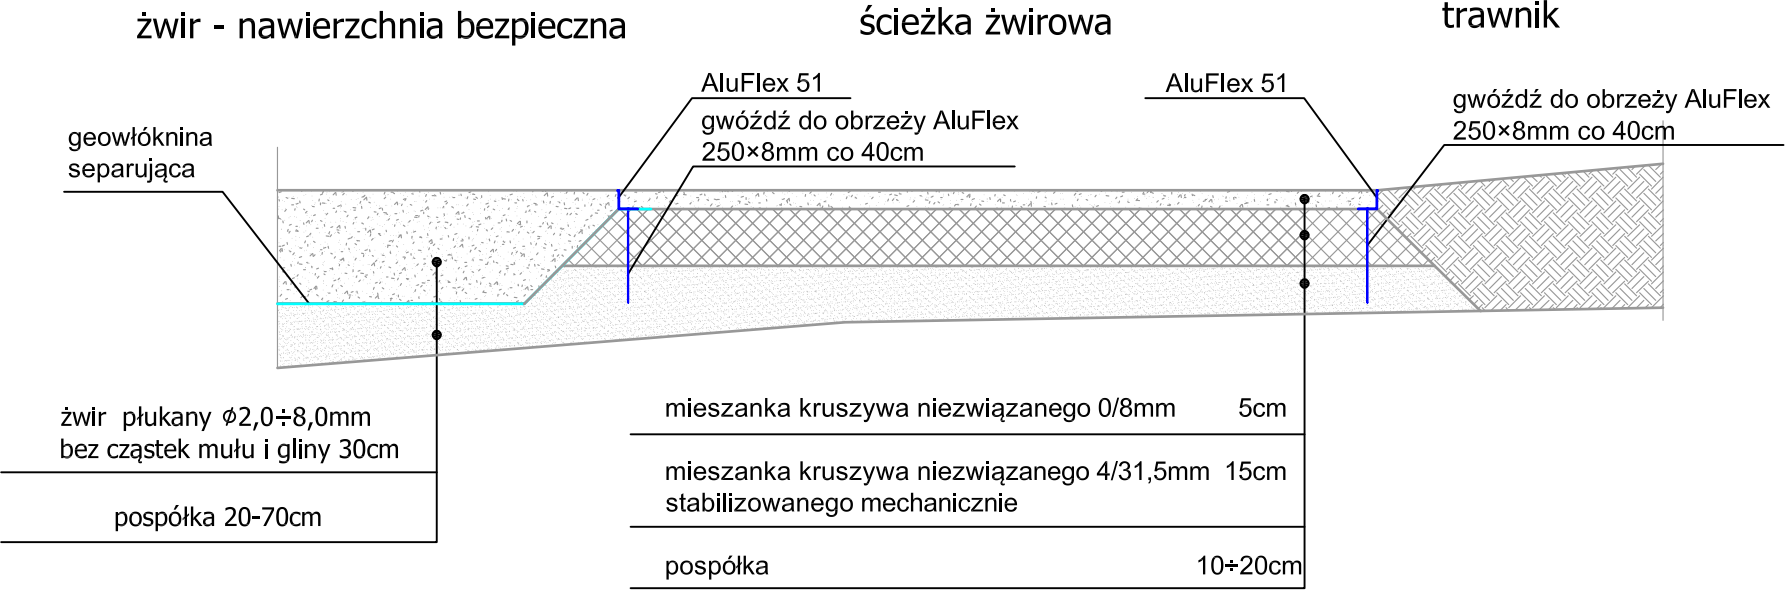 żwir - nawierzchnia bezpieczna
ścieżka żwirowa
trawnik
AluFlex 51
gwóźdź do obrzeży AluFlex
250×8mm co 40cm
AluFlex 51
gwóźdź do obrzeży AluFlex
250×8mm co 40cm
geowłóknina
separująca
żwir płukany ⌀2,0÷8,0mm
bez cząstek mułu i gliny 30cm
pospółka 20-70cm
mieszanka kruszywa niezwiązanego 0/8mm 5cm
mieszanka kruszywa niezwiązanego 4/31,5mm 15cm
stabilizowanego mechanicznie
pospółka 10÷20cm